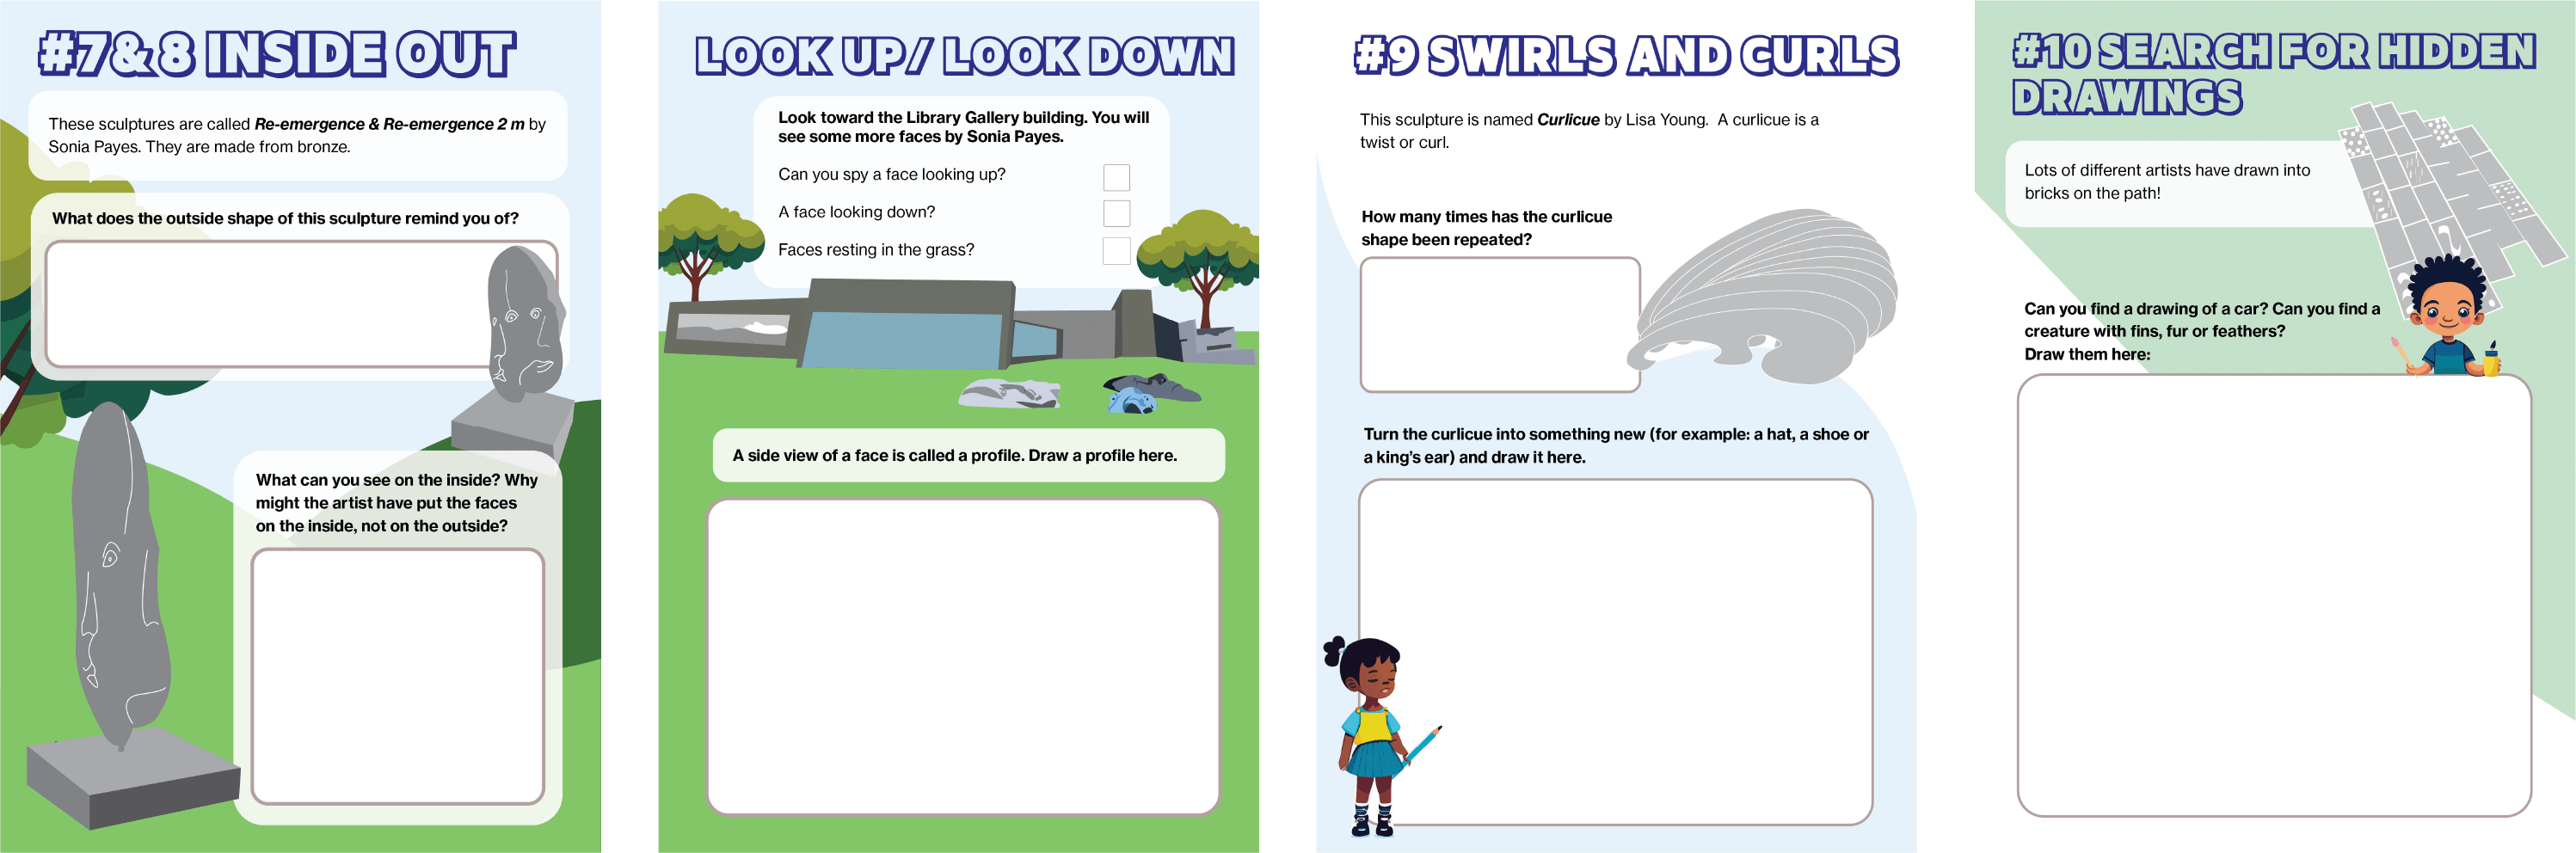 #7& 8 INSIDE OUT
These sculptures are called Re-emergence & Re-emergence 2 m by
Sonia Payes. They are made from bronze.
What does the outside shape of this sculpture remind you of?
What can you see on the inside? Why
might the artist have put the faces
on the inside, not on the outside?
LOOK UP/ LOOK DOWN
Look toward the Library Gallery building. You will
see some more faces by Sonia Payes.
Can you spy a face looking up?
A face looking down?
Faces resting in the grass?
A side view of a face is called a profile. Draw a profile here.
#9 SWIRLS AND CURLS
This sculpture is named Curlicue by Lisa Young. A curlicue is a
twist or curl.
How many times has the curlicue
shape been repeated?
Turn the curlicue into something new (for example: a hat, a shoe or
a king's ear) and draw it here.
#10 SEARCH FOR HIDDEN
DRAWINGS
Lots of different artists have drawn into
bricks on the path!
Can you find a drawing of a car? Can you find a
creature with fins, fur or feathers?
Draw them here: